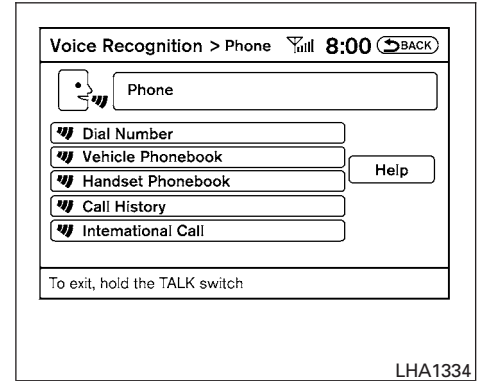 Voice Recognition > Phone 8:00 BACK
Phone
Dial Number
Vehicle Phonebook
Handset Phonebook
Help
Call History
International Call
To exit, hold the TALK switch
LHA1334